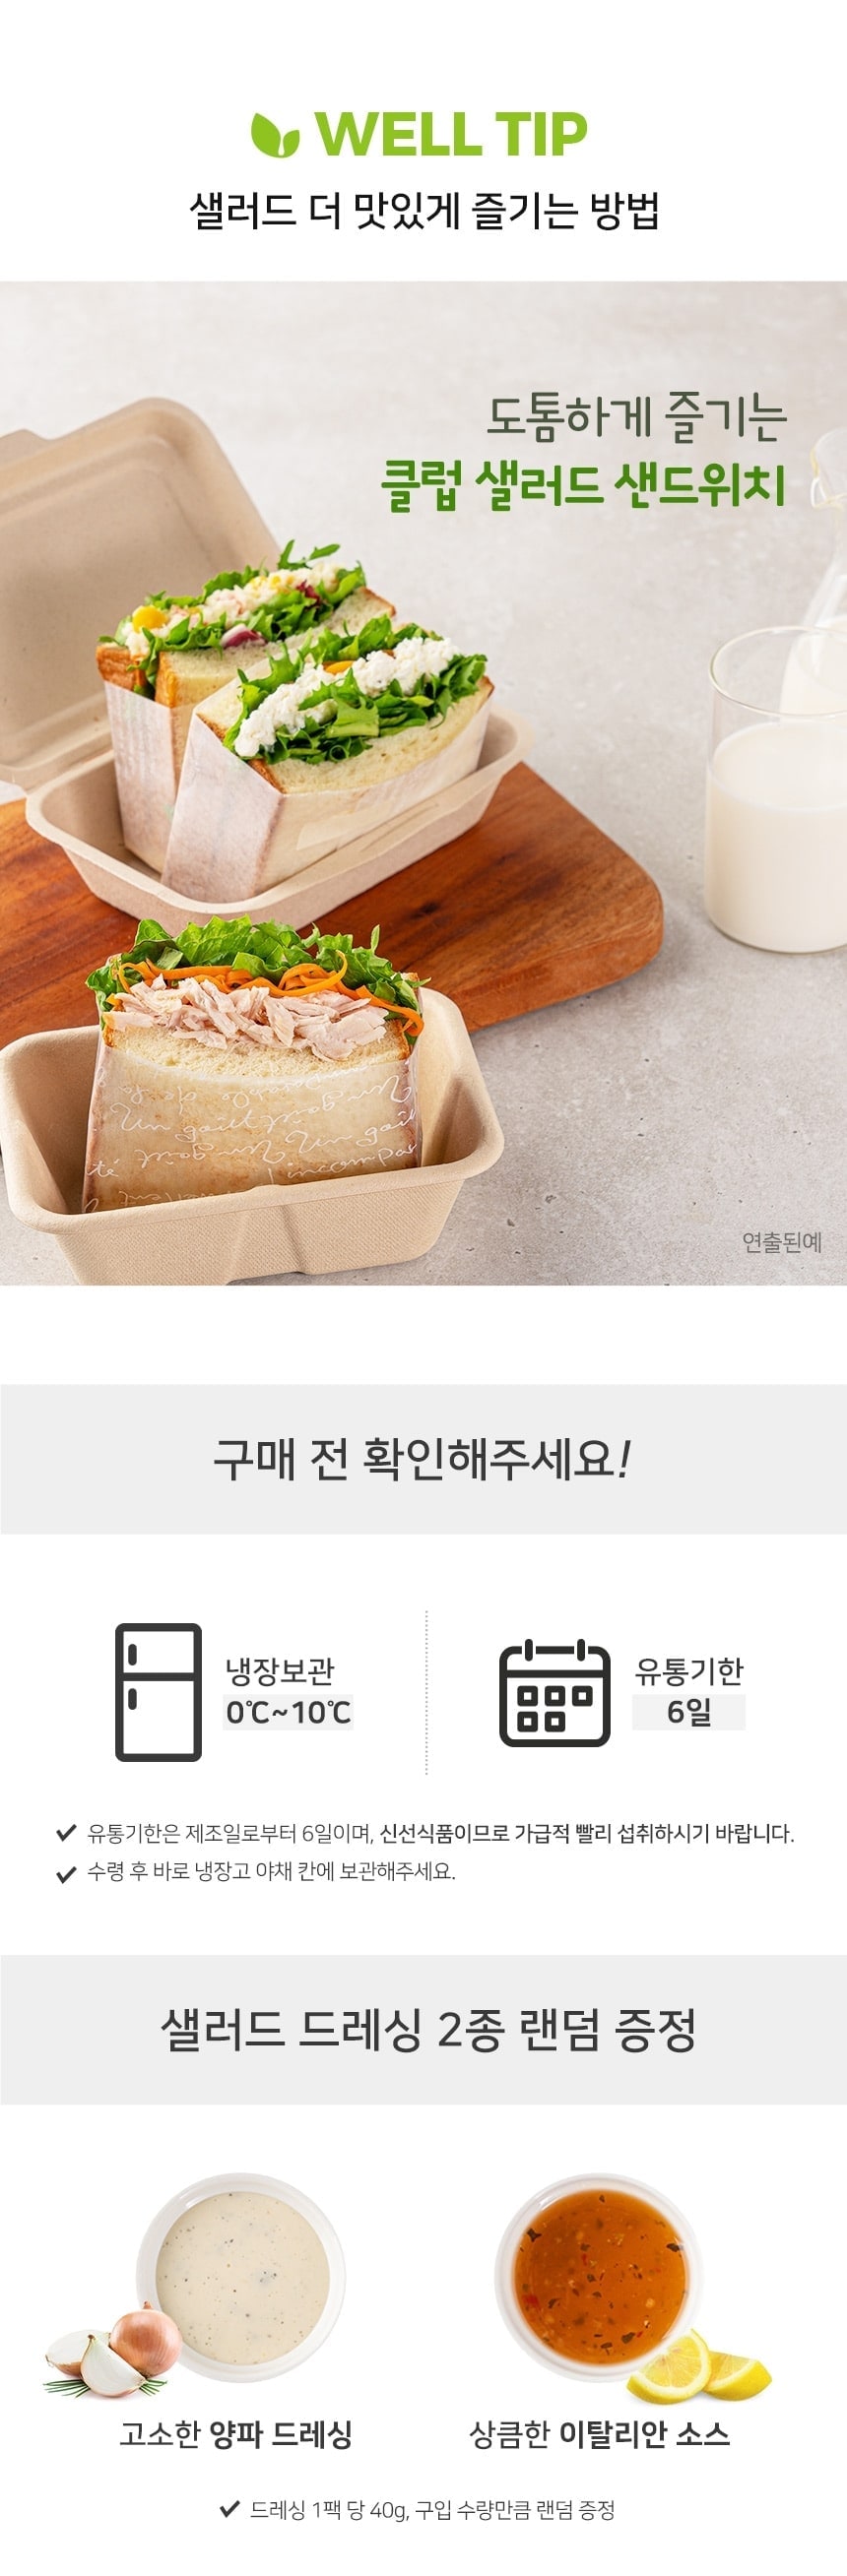 WELL TIP
샐러드 더 맛있게 즐기는 방법
도톰하게 즐기는
클럽 샐러드 샌드위치
연출된예
구매 전 확인해주세요!
냉장보관
0℃~10℃
유통기한
6일
유통기한은 제조일로부터 6일이며, 신선식품이므로 가급적 빨리 섭취하시기 바랍니다.
수령 후 바로 냉장고 야채 칸에 보관해주세요.
샐러드 드레싱 2종 랜덤 증정
고소한 양파 드레싱
상큼한 이탈리안 소스
드레싱 1팩 당 40g, 구입 수량만큼 랜덤 증정